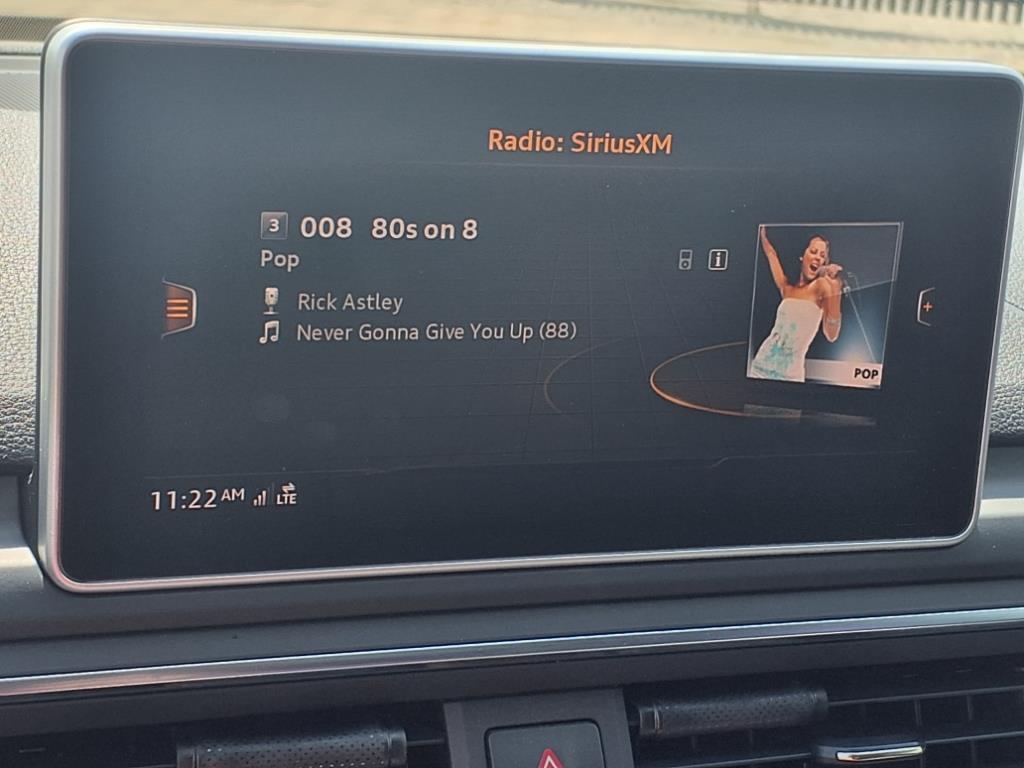 Radio: SiriusXM
3 008 80s on 8
Pop
i
Rick Astley
Never Gonna Give You Up (88)
+
POP
11:22 AM LTE